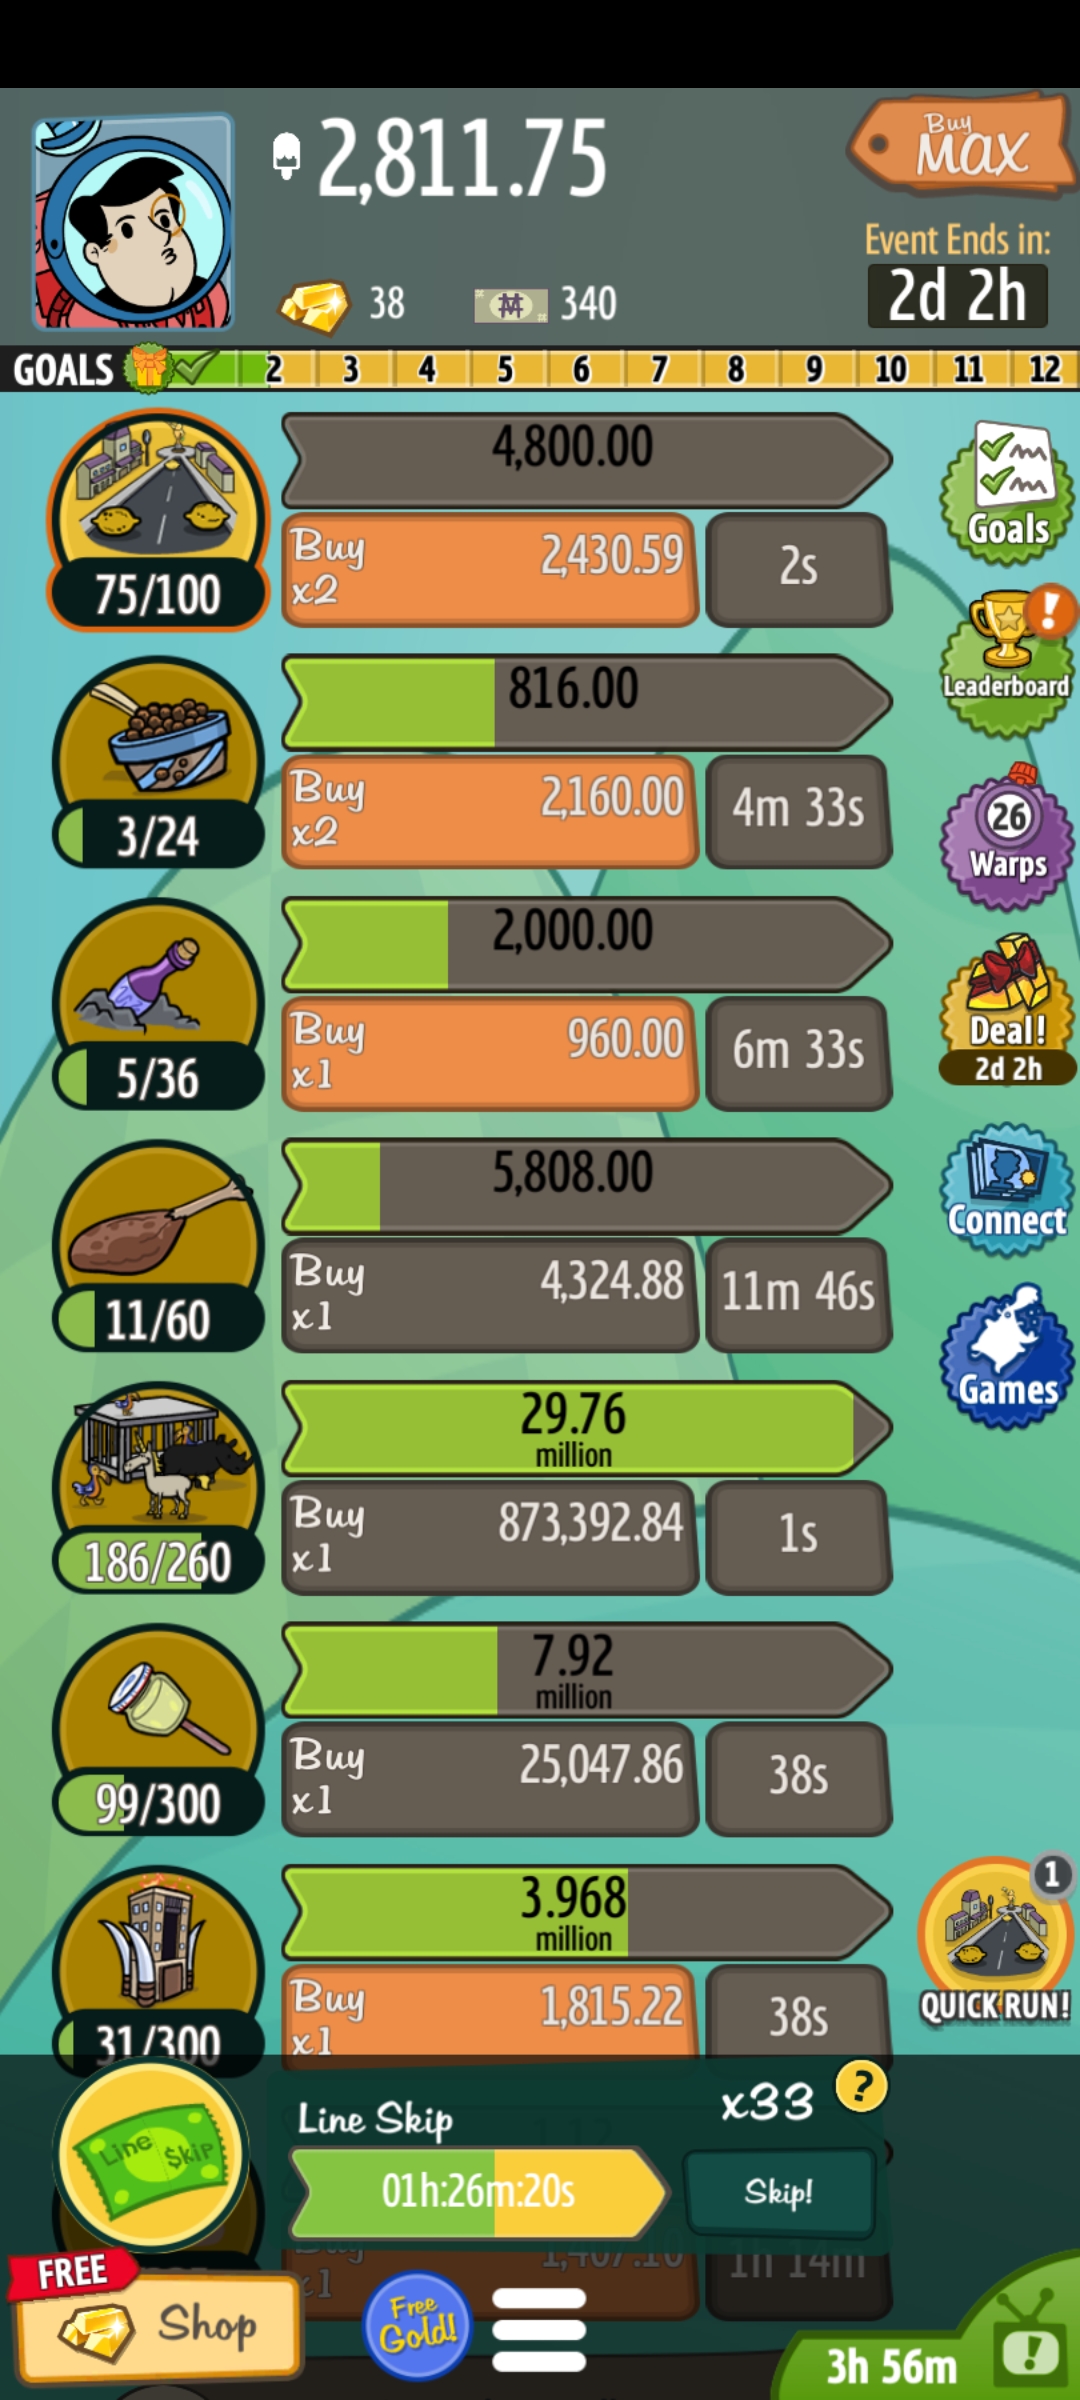 2,811.75
Buy
MAX
38
340
Event Ends in:
2d 2h
GOALS 2 3 4 5 6 7 8 9 10 11 12
4,800.00
Buy
x2
2,430.59
2s
75/100
Goals
816.00
Buy
x2
2,160.00
4m 33s
3/24
!
Leaderboard
26
Warps
2,000.00
Buy
x1
960.00
6m 33s
5/36
Deal!
2d 2h
5,808.00
Buy
x1
4,324.88
11m 46s
11/60
Connect
29.76
million
Buy
x1
873,392.84
1s
186/260
Games
7.92
million
Buy
x1
25,047.86
38s
99/300
3.968
million
Buy
x1
1,815.22
38s
31/300
1
QUICK RUN!
Line Skip
Line Skip
x33
?
01h:26m:20s
Skip!
Buy
x1
1,407.10
1h 14m
FREE
Shop
Free
Gold!
3h 56m
!